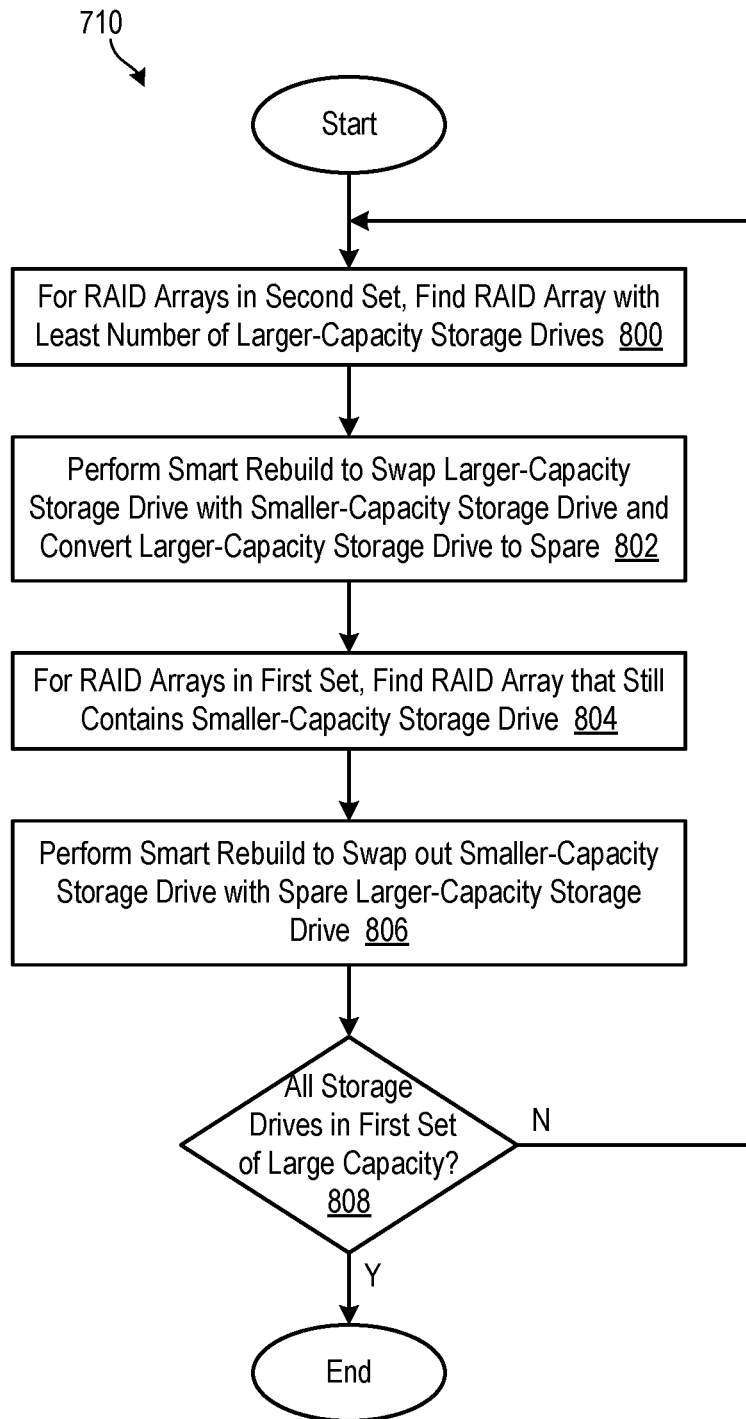 710
Start
For RAID Arrays in Second Set, Find RAID Array with
Least Number of Larger-Capacity Storage Drives 800
Perform Smart Rebuild to Swap Larger-Capacity
Storage Drive with Smaller-Capacity Storage Drive and
Convert Larger-Capacity Storage Drive to Spare 802
For RAID Arrays in First Set, Find RAID Array that Still
Contains Smaller-Capacity Storage Drive 804
Perform Smart Rebuild to Swap out Smaller-Capacity
Storage Drive with Spare Larger-Capacity Storage
Drive 806
All Storage
Drives in First Set
of Large Capacity?
808
N
Y
End